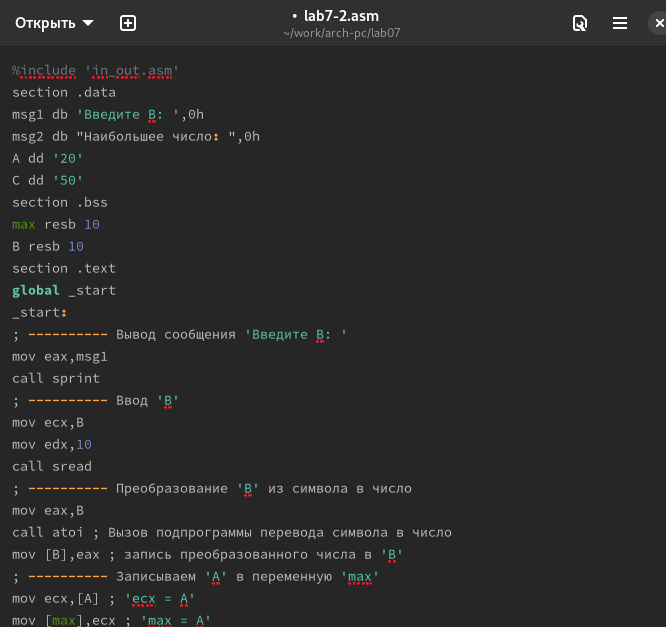 Открыть
• lab7-2.asm
~/work/arch-pc/lab07
%include 'in_out.asm'
section .data
msg1 db 'Введите B: ',0h
msg2 db "Наибольшее число: ",0h
A dd '20'
C dd '50'
section .bss
max resb 10
B resb 10
section .text
global _start
_start:
; ---------- Вывод сообщения 'Введите B: '
mov eax,msg1
call sprint
; ---------- Ввод 'B'
mov ecx,B
mov edx,10
call sread
; ---------- Преобразование 'B' из символа в число
mov eax,B
call atoi ; Вызов подпрограммы перевода символа в число
mov [B],eax ; запись преобразованного числа в 'B'
; ---------- Записываем 'A' в переменную 'max'
mov ecx,[A] ; 'ecx = A'
mov [max],ecx ; 'max = A'